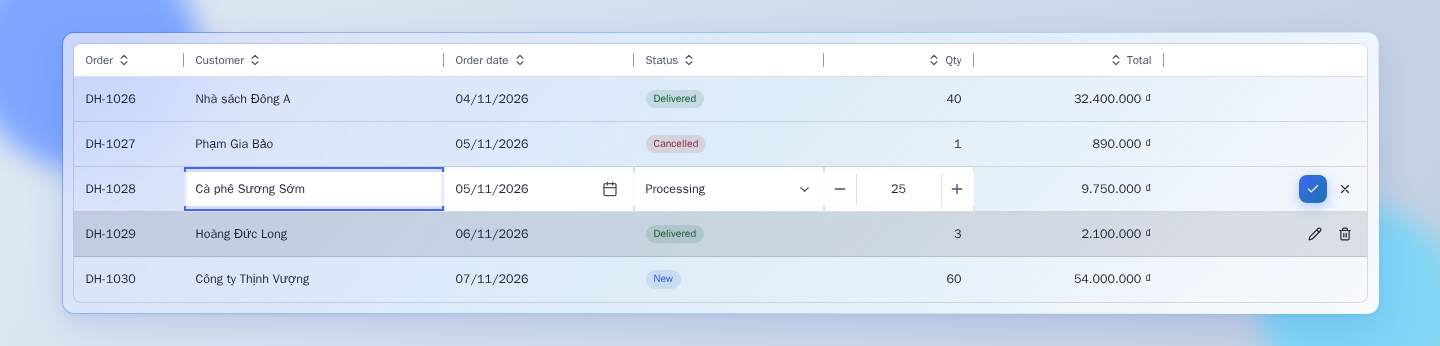 Order Customer Order date Status Qty Total
DH-1026 Nhà sách Đông A 04/11/2026 Delivered 40 32.400.000 ₫
DH-1027 Phạm Gia Bảo 05/11/2026 Cancelled 1 890.000 ₫
DH-1028 Cà phê Sương Sớm 05/11/2026 Processing 25 9.750.000 ₫
DH-1029 Hoàng Đức Long 06/11/2026 Delivered 3 2.100.000 ₫
DH-1030 Công ty Thịnh Vượng 07/11/2026 New 60 54.000.000 ₫